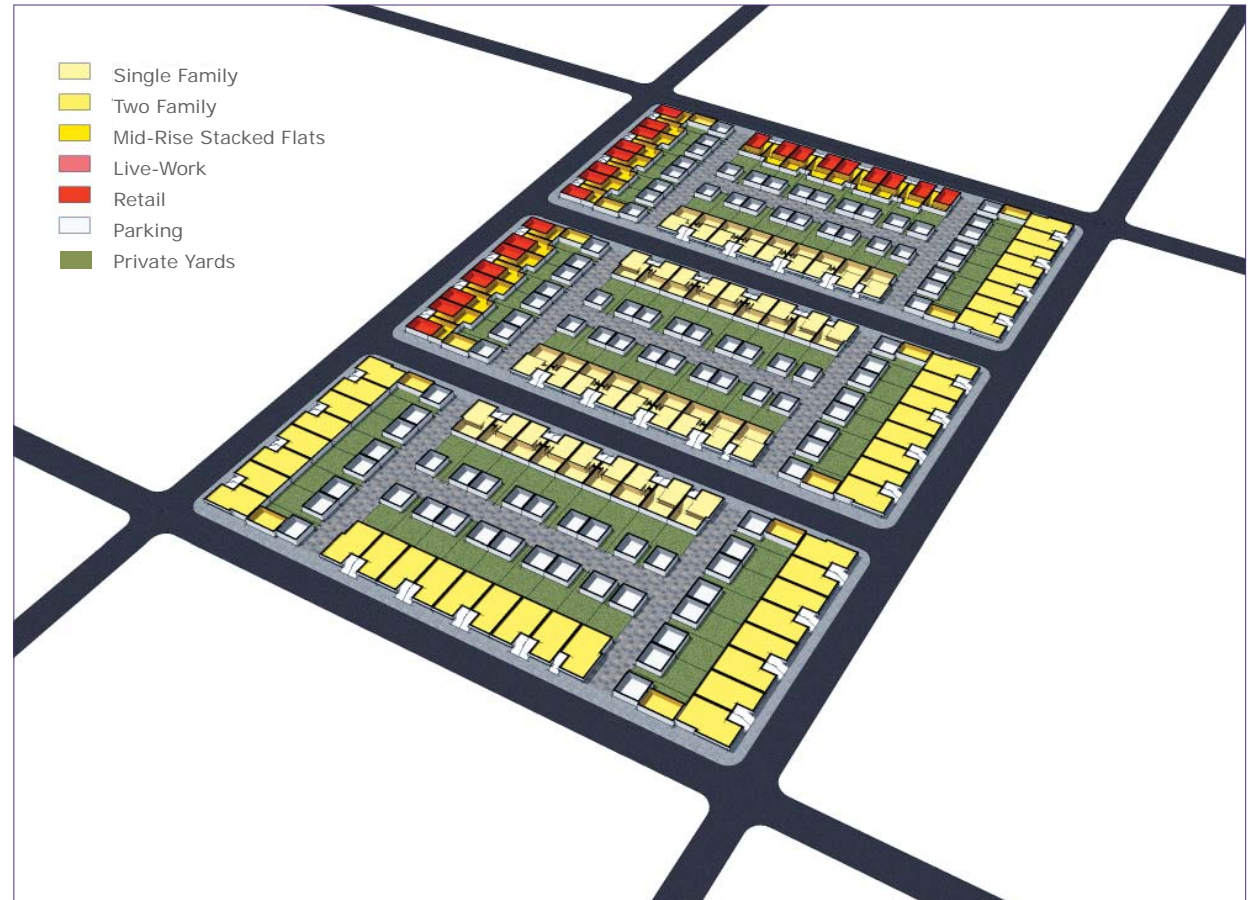 Single Family
Two Family
Mid-Rise Stacked Flats
Live-Work
Retail
Parking
Private Yards